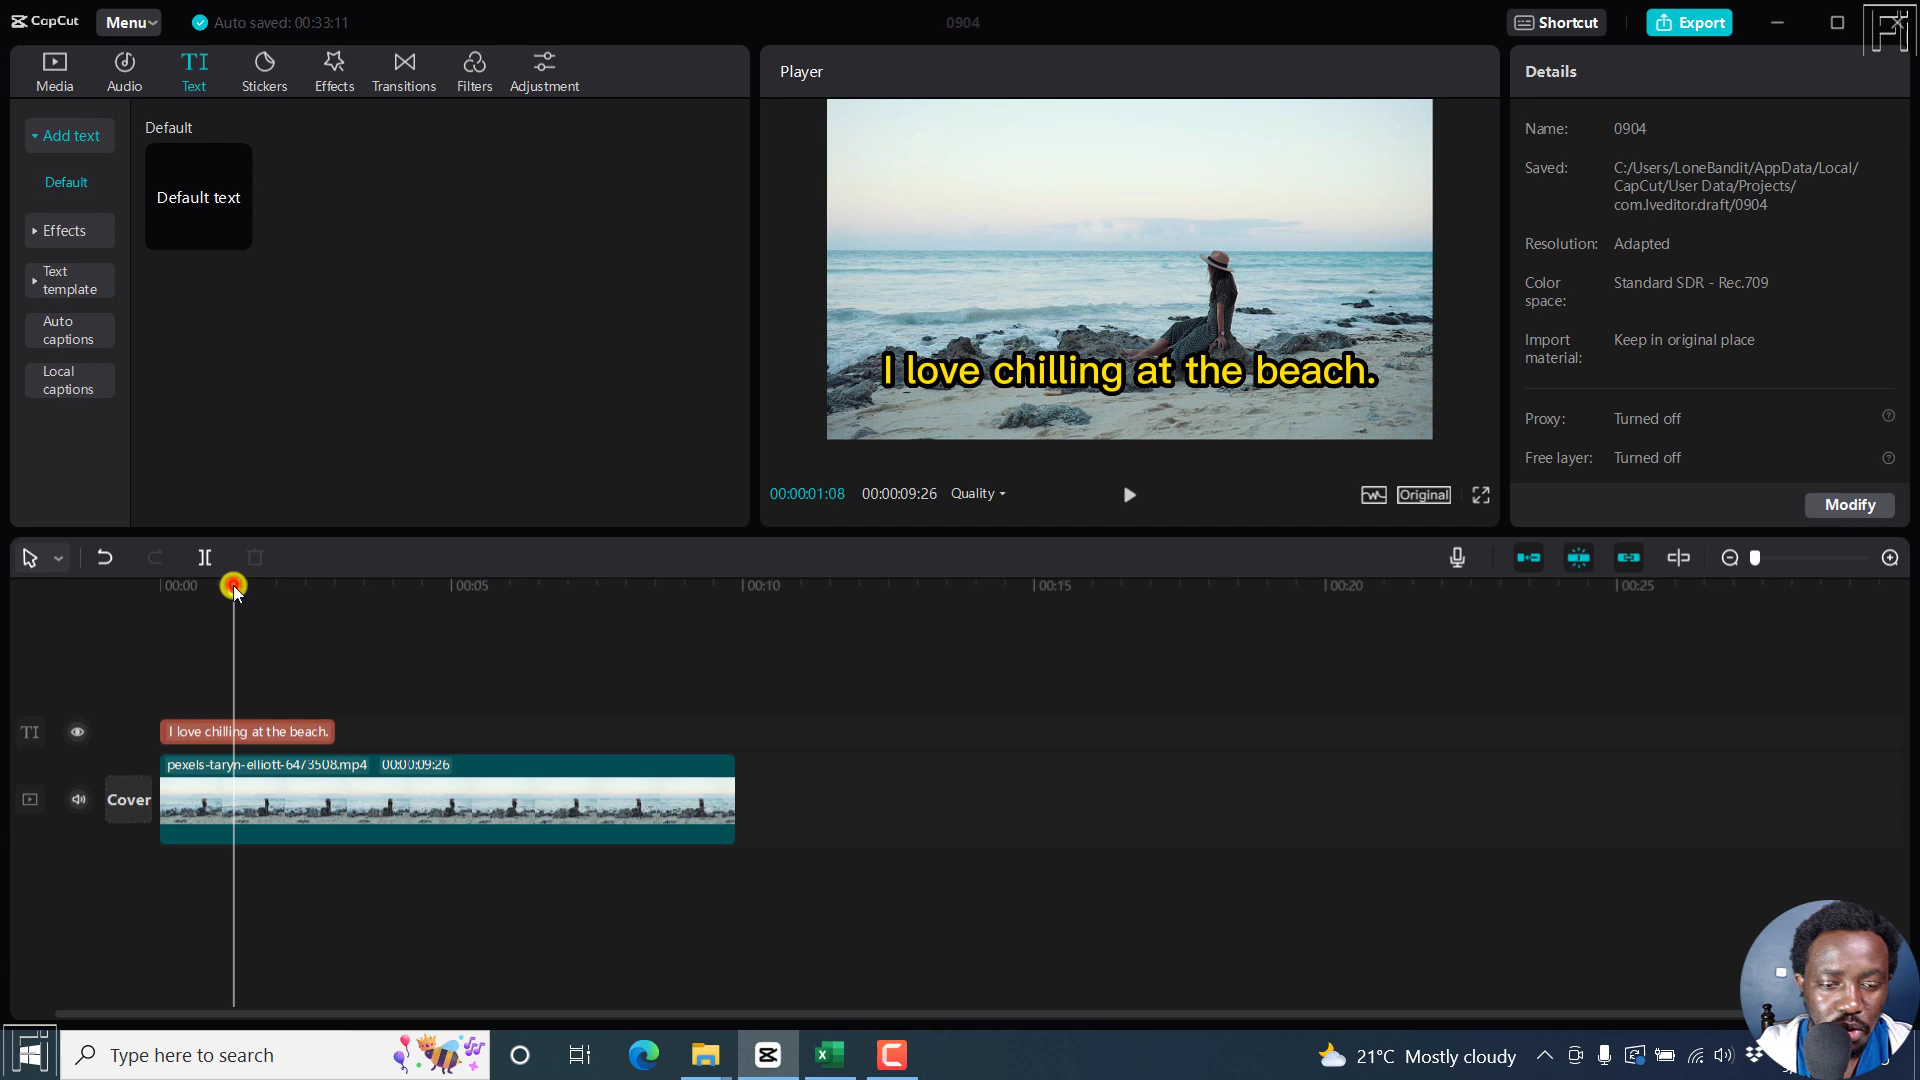 CapCut
Menu
Auto saved: 00:33:11
0904
Shortcut
Export
Media
Audio
TI
Text
Stickers
Effects
Transitions
Filters
Adjustment
Add text
Default
Effects
Text
template
Auto
captions
Local
captions
Default
Default text
Player
I love chilling at the beach.
00:00:01:08
00:00:09:26
Quality
Original
Details
Name: 0904
Saved: C:/Users/LoneBandit/AppData/Local/
CapCut/User Data/Projects/
com.lveditor.draft/0904
Resolution: Adapted
Color
space: Standard SDR - Rec.709
Import
material: Keep in original place
Proxy: Turned off
Free layer: Turned off
Modify
00:00
00:05
00:10
00:15
00:20
00:25
TI
I love chilling at the beach.
pexels-taryn-elliott-6473508.mp4 00:00:09:26
Cover
Type here to search
21°C Mostly cloudy